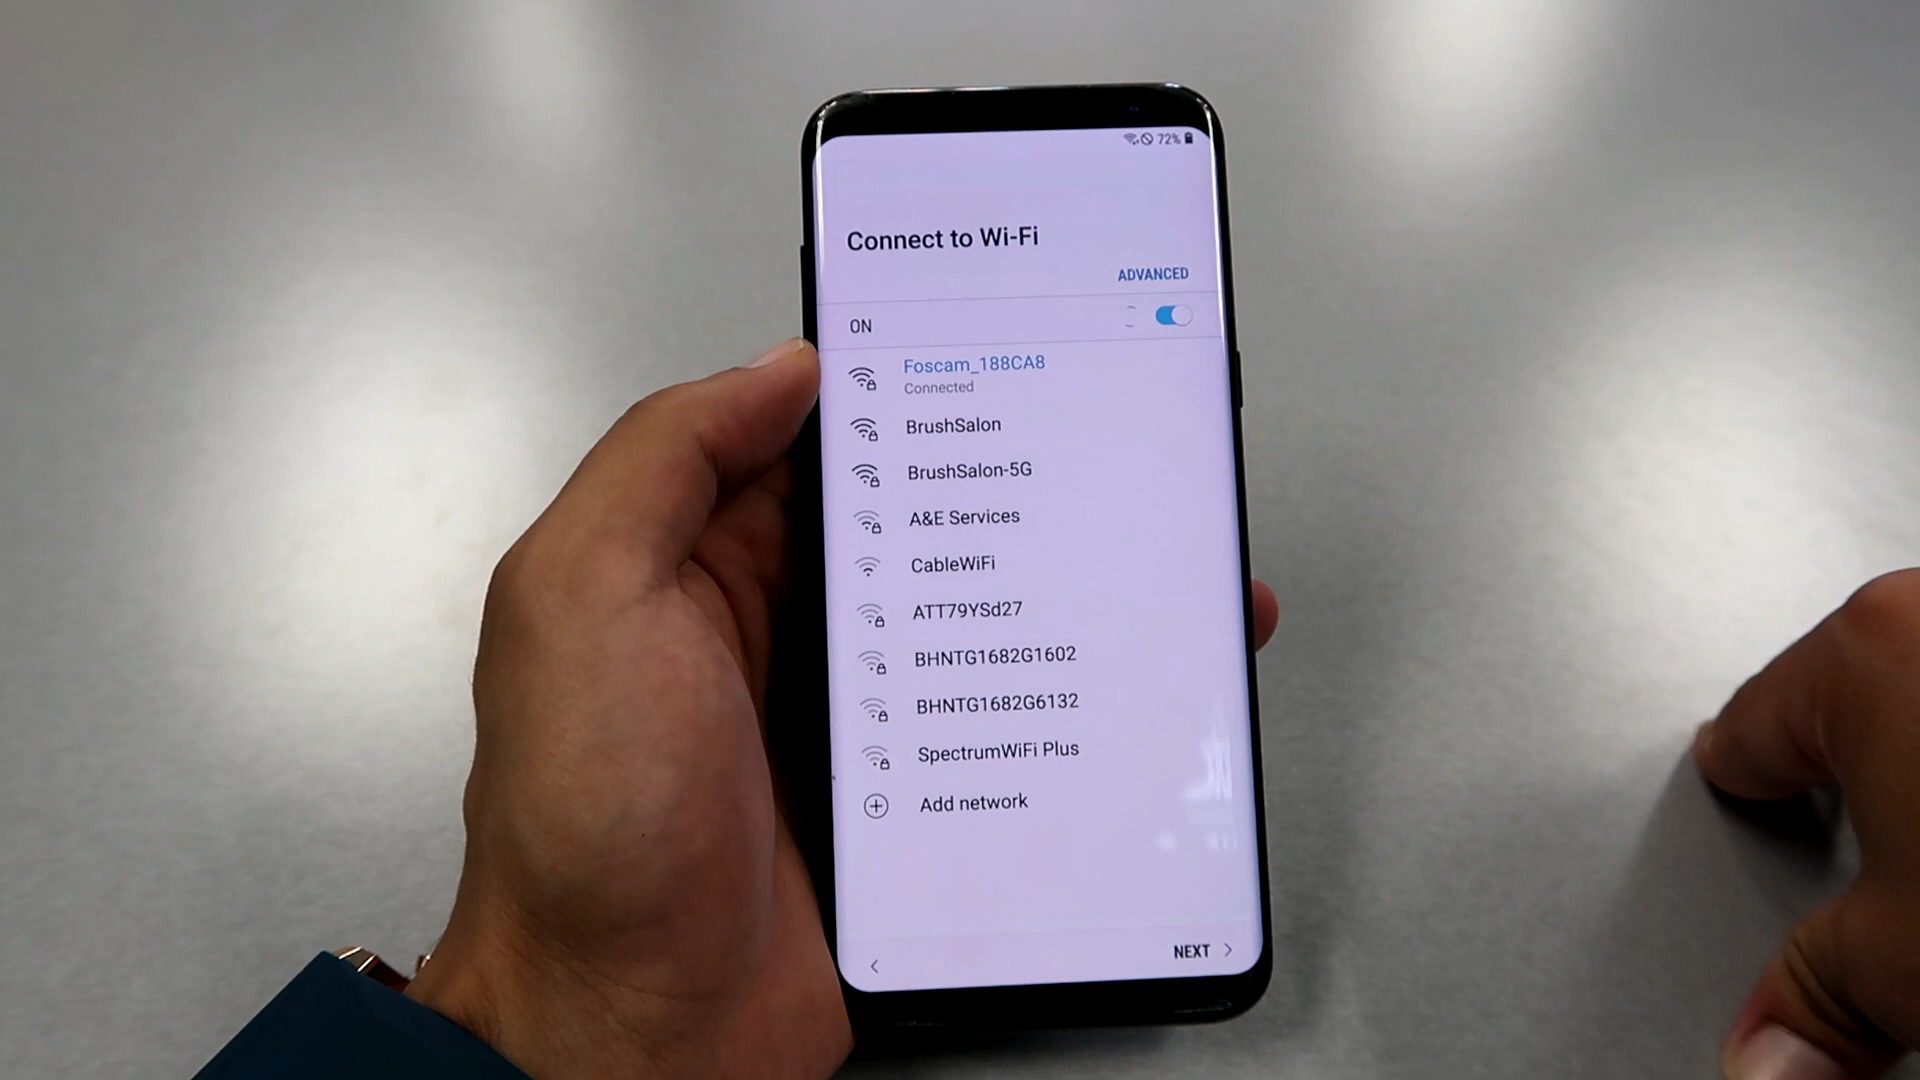 72%
Connect to Wi-Fi
ADVANCED
ON
Foscam_188CA8
Connected
BrushSalon
BrushSalon-5G
A&E Services
CableWiFi
ATT79YSd27
BHNTG1682G1602
BHNTG1682G6132
SpectrumWiFi Plus
Add network
NEXT